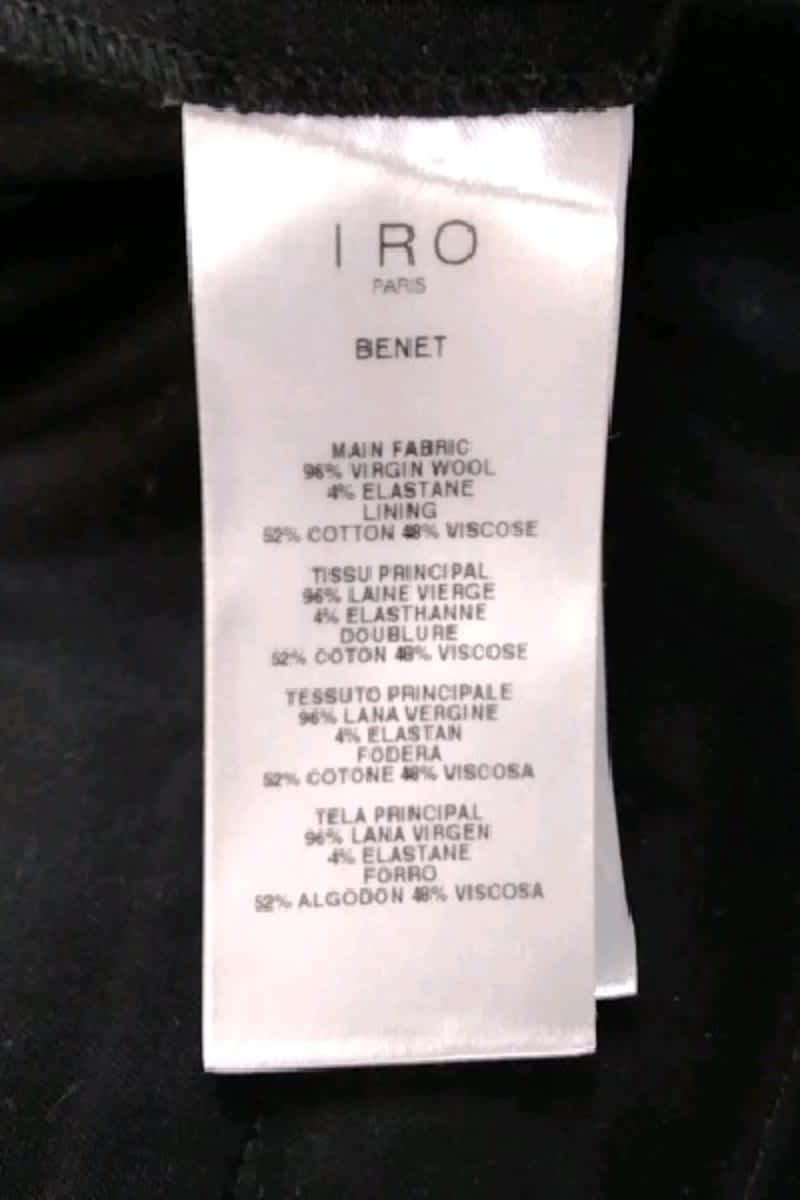 IRO
PARIS
BENET
MAIN FABRIC
96% VIRGIN WOOL
4% ELASTANE
LINING
52% COTTON 48% VISCOSE
TISSU PRINCIPAL
96% LAINE VIERGE
4% ELASTHANNE
DOUBLURE
52% COTON 48% VISCOSE
TESSUTO PRINCIPALE
96% LANA VERGINE
4% ELASTAN
FODERA
52% COTONE 48% VISCOSA
TELA PRINCIPAL
96% LANA VIRGEN
4% ELASTANE
FORRO
52% ALGODON 48% VISCOSA